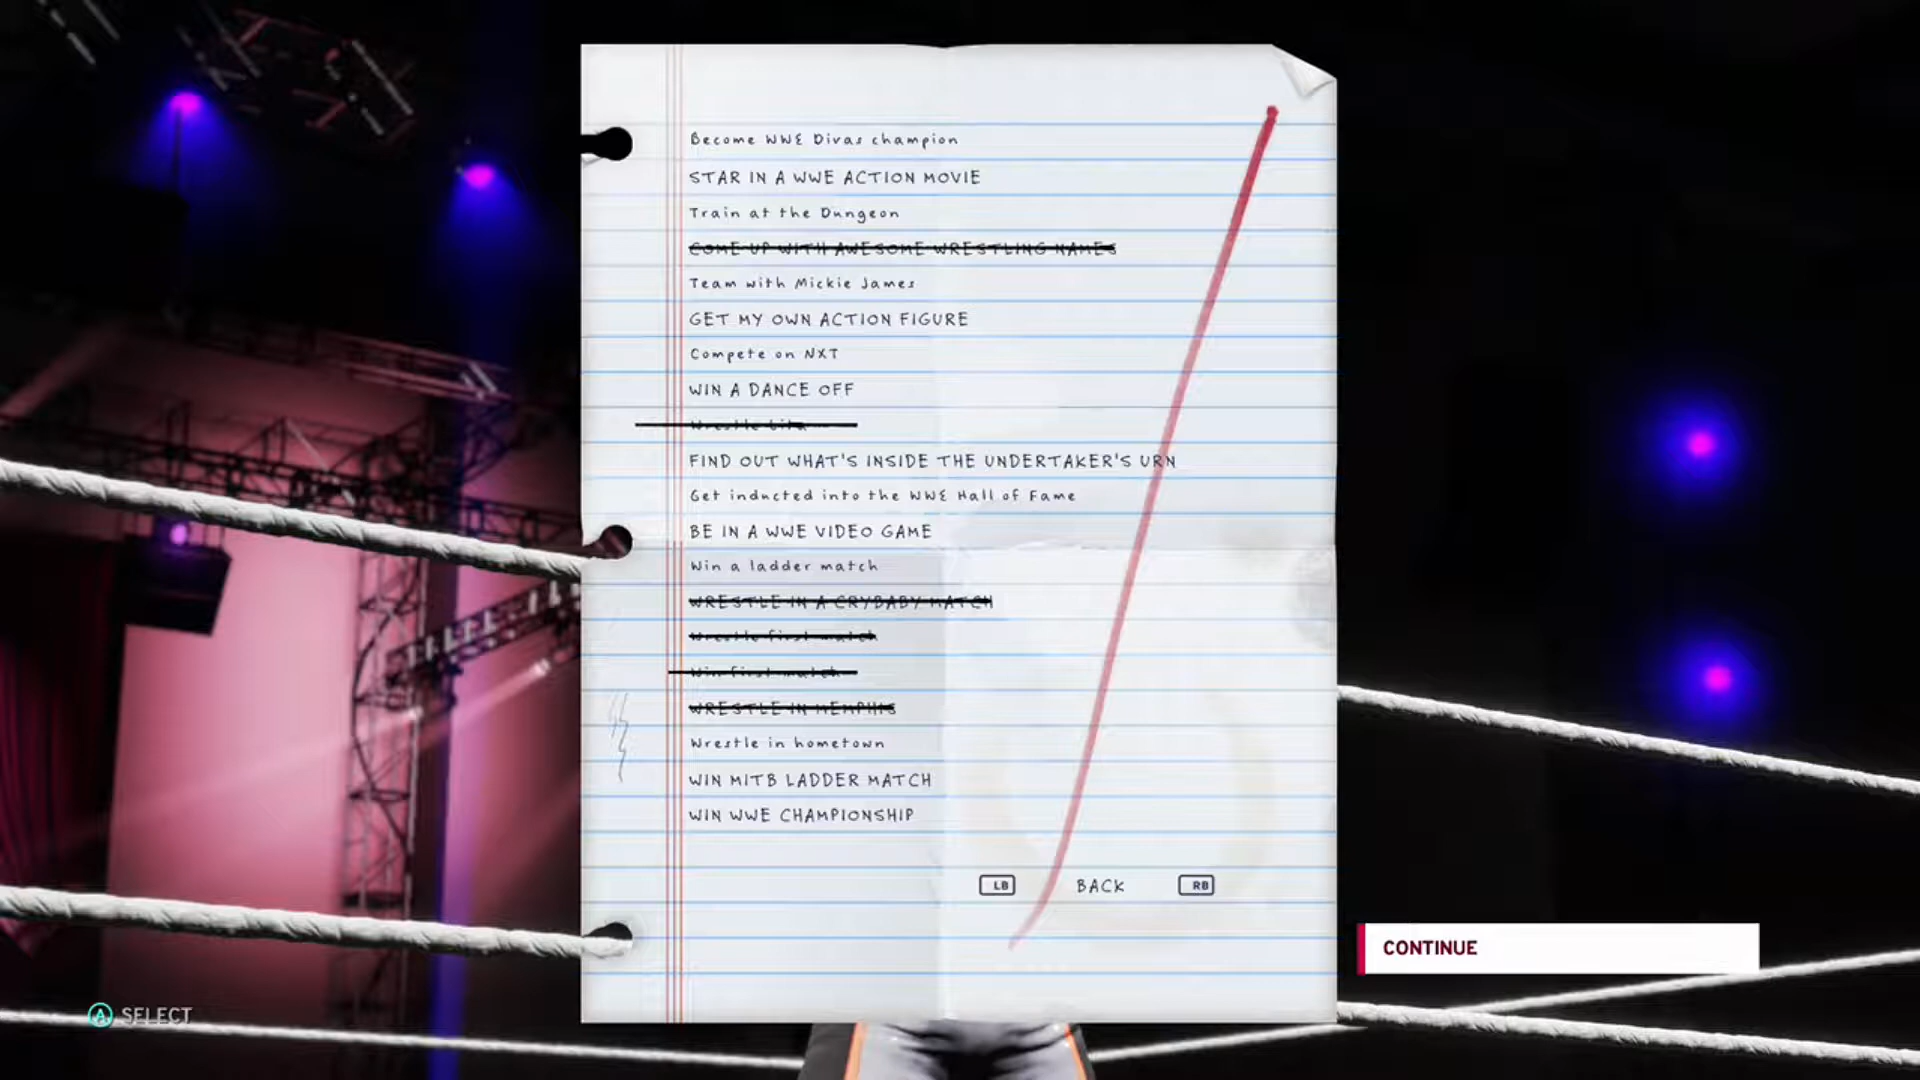 Become WWE Divas champion
STAR IN A WWE ACTION MOVIE
Train at the Dungeon
COME UP WITH AWESOME WRESTLING NAMES
Team with Mickie James
GET MY OWN ACTION FIGURE
Compete on NXT
WIN A DANCE OFF
Wrestle Lita
FIND OUT WHAT'S INSIDE THE UNDERTAKER'S URN
Get inducted into the WWE Hall of Fame
BE IN A WWE VIDEO GAME
Win a ladder match
WRESTLE IN A CRYBABY MATCH
Wrestle first match
Win first match
WRESTLE IN MEMPHIS
Wrestle in hometown
WIN MITB LADDER MATCH
WIN WWE CHAMPIONSHIP
LB BACK RB
CONTINUE
A SELECT